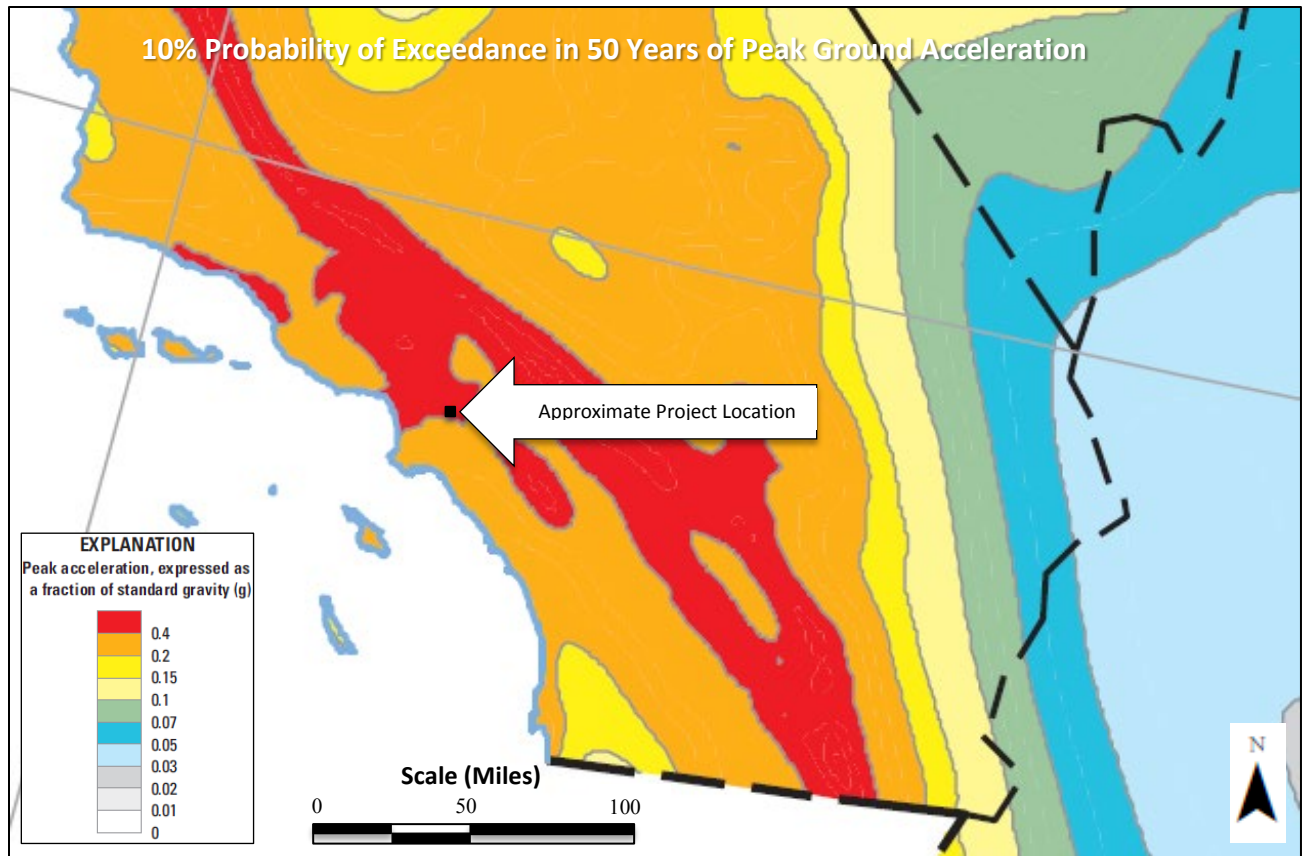 10% Probability of Exceedance in 50 Years of Peak Ground Acceleration
Approximate Project Location
EXPLANATION
Peak acceleration, expressed as
a fraction of standard gravity (g)
0.4
0.2
0.15
0.1
0.07
0.05
0.03
0.02
0.01
0
Scale (Miles)
0 50 100
N